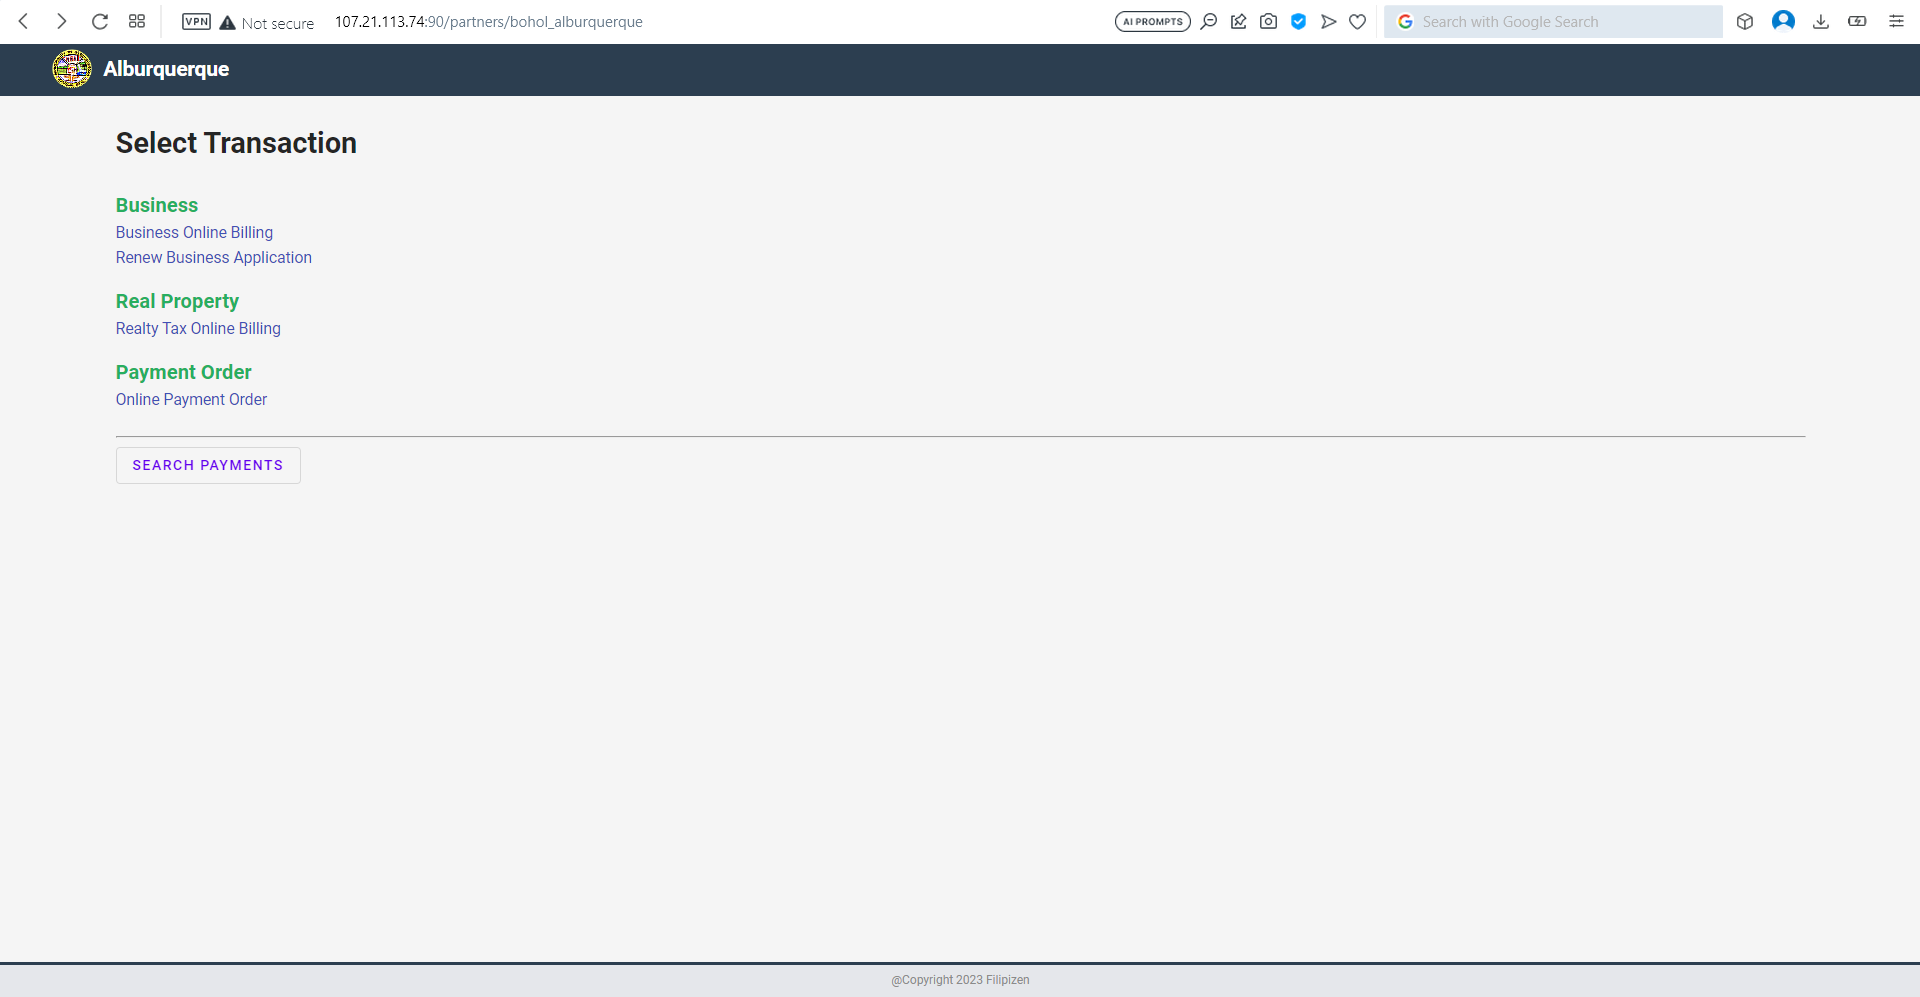 VPN
Not secure
107.21.113.74:90/partners/bohol_alburquerque
AI PROMPTS
Search with Google Search
Alburquerque
Select Transaction
Business
Business Online Billing
Renew Business Application
Real Property
Realty Tax Online Billing
Payment Order
Online Payment Order
SEARCH PAYMENTS
@Copyright 2023 Filipizen